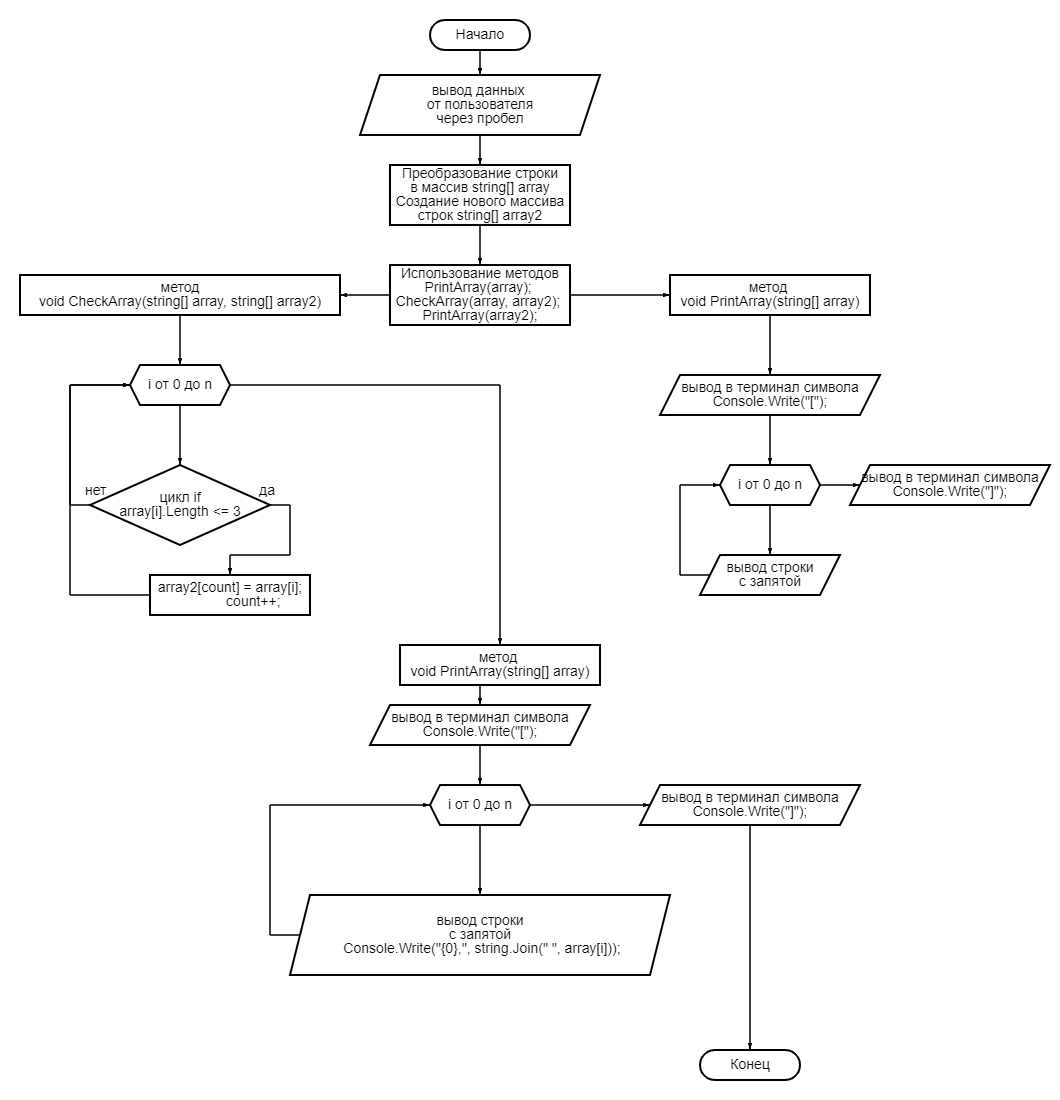 Начало
вывод данных
от пользователя
через пробел
Преобразование строки
в массив string[] array
Создание нового массива
строк string[] array2
Использование методов
PrintArray(array);
CheckArray(array, array2);
PrintArray(array2);
метод
void CheckArray(string[] array, string[] array2)
метод
void PrintArray(string[] array)
i от 0 до n
вывод в терминал символа
Console.Write("[");
нет
да
цикл if
array[i].Length <= 3
i от 0 до n
вывод в терминал символа
Console.Write("]");
array2[count] = array[i];
count++;
вывод строки
с запятой
метод
void PrintArray(string[] array)
вывод в терминал символа
Console.Write("[");
i от 0 до n
вывод в терминал символа
Console.Write("]");
вывод строки
с запятой
Console.Write("{0},", string.Join(" ", array[i]));
Конец